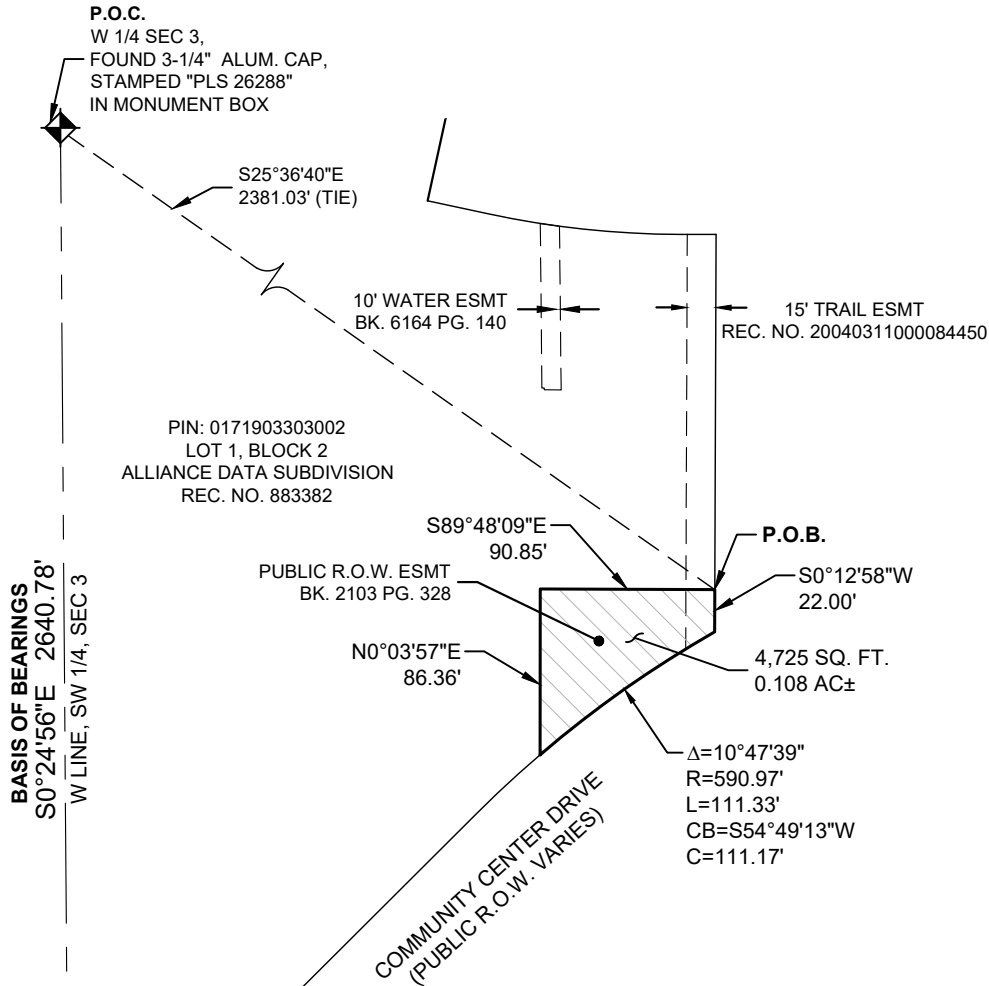 P.O.C.
W 1/4 SEC 3,
FOUND 3-1/4" ALUM. CAP,
STAMPED "PLS 26288"
IN MONUMENT BOX
S25°36'40"E
2381.03' (TIE)
10' WATER ESMT
BK. 6164 PG. 140
15' TRAIL ESMT
REC. NO. 20040311000084450
PIN: 0171903303002
LOT 1, BLOCK 2
ALLIANCE DATA SUBDIVISION
REC. NO. 883382
S89°48'09"E
90.85'
P.O.B.
PUBLIC R.O.W. ESMT
BK. 2103 PG. 328
S0°12'58"W
22.00'
N0°03'57"E
86.36'
4,725 SQ. FT.
0.108 AC±
BASIS OF BEARINGS
S0°24'56"E 2640.78'
W LINE, SW 1/4, SEC 3
Δ=10°47'39"
R=590.97'
L=111.33'
CB=S54°49'13"W
C=111.17'
COMMUNITY CENTER DRIVE
(PUBLIC R.O.W. VARIES)